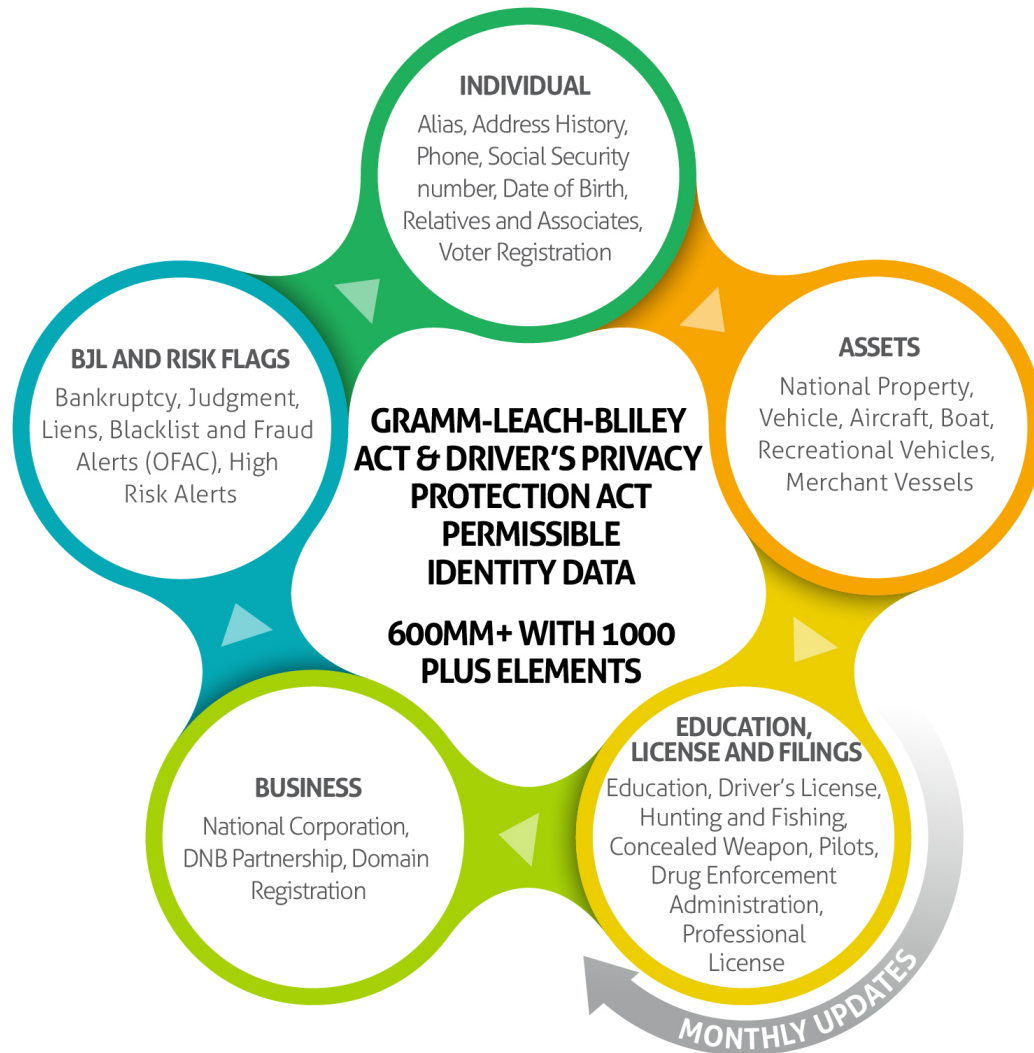 INDIVIDUAL
Alias, Address History,
Phone, Social Security
number, Date of Birth,
Relatives and Associates,
Voter Registration
ASSETS
National Property,
Vehicle, Aircraft, Boat,
Recreational Vehicles,
Merchant Vessels
EDUCATION,
LICENSE AND FILINGS
Education, Driver's License,
Hunting and Fishing,
Concealed Weapon, Pilots,
Drug Enforcement
Administration,
Professional
License
MONTHLY UPDATES
BUSINESS
National Corporation,
DNB Partnership, Domain
Registration
BJL AND RISK FLAGS
Bankruptcy, Judgment,
Liens, Blacklist and Fraud
Alerts (OFAC), High
Risk Alerts
GRAMM-LEACH-BLILEY
ACT & DRIVER'S PRIVACY
PROTECTION ACT
PERMISSIBLE
IDENTITY DATA
600MM+ WITH 1000
PLUS ELEMENTS